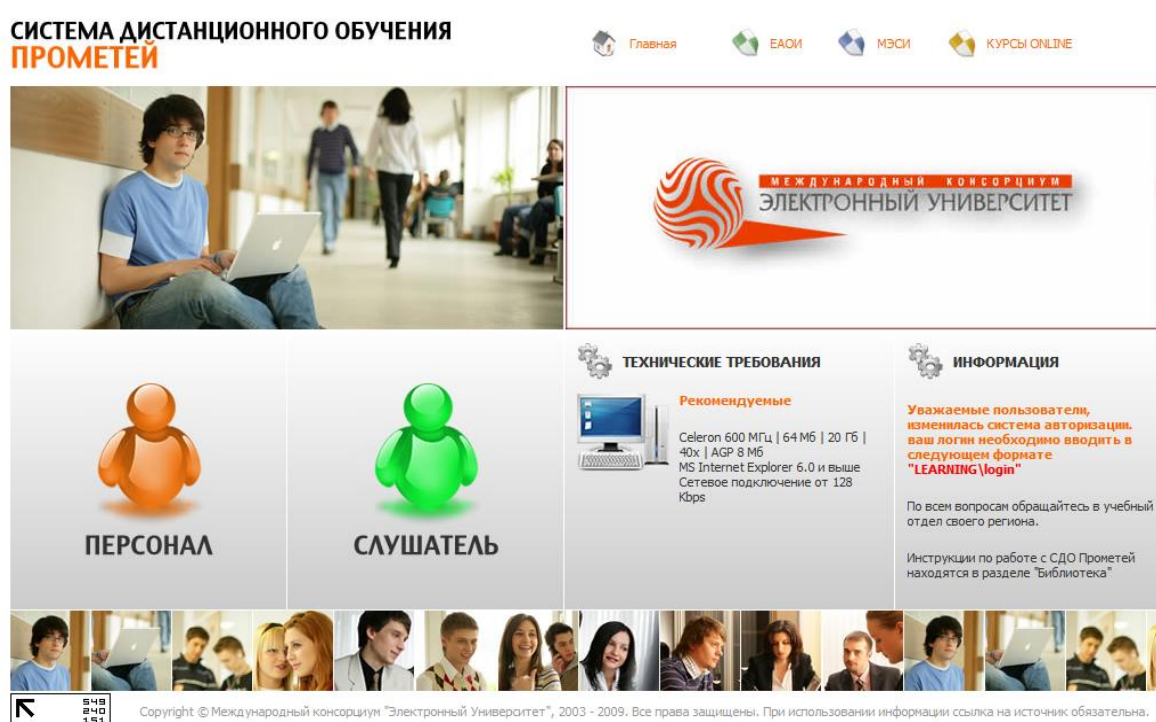 СИСТЕМА ДИСТАНЦИОННОГО ОБУЧЕНИЯ
ПРОМЕТЕЙ
Главная
ЕАОИ
МЭСИ
КУРСЫ ONLINE
МЕЖДУНАРОДНЫЙ КОНСОРЦИУМ
ЭЛЕКТРОННЫЙ УНИВЕРСИТЕТ
ПЕРСОНАЛ
СЛУШАТЕЛЬ
ТЕХНИЧЕСКИЕ ТРЕБОВАНИЯ
Рекомендуемые
Celeron 600 МГц | 64 Мб | 20 Гб |
40x | AGP 8 Мб
MS Internet Explorer 6.0 и выше
Сетевое подключение от 128
Kbps
ИНФОРМАЦИЯ
Уважаемые пользователи,
изменилась система авторизации.
ваш логин необходимо вводить в
следующем формате
"LEARNING\login"
По всем вопросам обращайтесь в учебный
отдел своего региона.
Инструкции по работе с СДО Прометей
находятся в разделе "Библиотека"
549
240
151
Copyright © Международный консорциум "Электронный Университет", 2003 - 2009. Все права защищены. При использовании информации ссылка на источник обязательна.